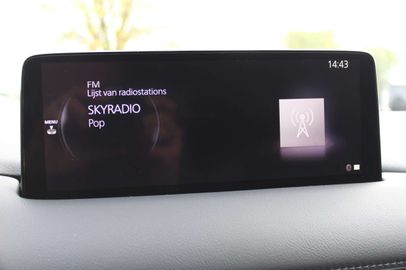 14:43
FM
Lijst van radiostations
SKYRADIO
Pop
MENU